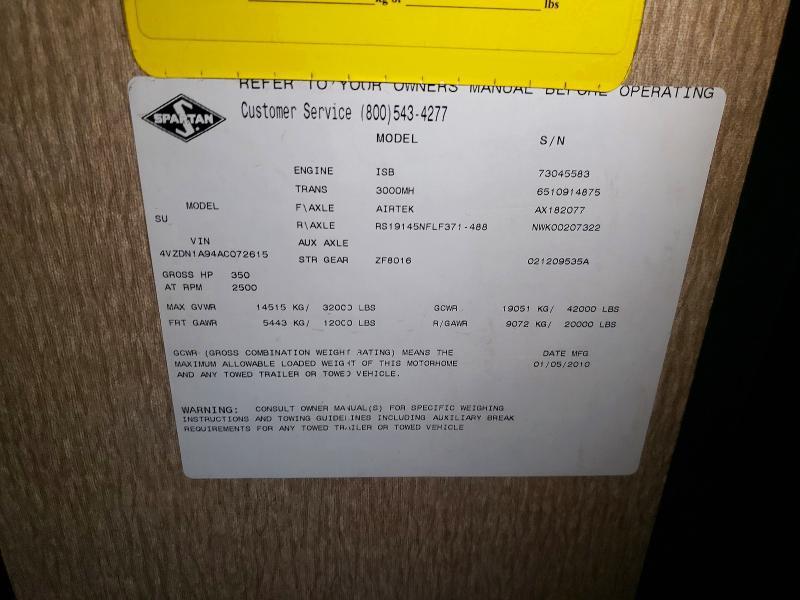 kg or lbs
REFER TO YOUR OWNERS MANUAL BEFORE OPERATING
SPARTAN
Customer Service (800)543-4277
MODEL S/N
ENGINE ISB 73045583
TRANS 3000MH 6510914875
MODEL F\AXLE AIRTEK AX182077
SU R\AXLE RS19145NFLF371-488 NWK00207322
VIN AUX AXLE
4VZDN1A94AC072615 STR GEAR ZF8016 021209535A
GROSS HP 350
AT RPM 2500
MAX GVWR 14515 KG/ 32000 LBS GCWR 19051 KG/ 42000 LBS
FRT GAWR 5443 KG/ 12000 LBS R/GAWR 9072 KG/ 20000 LBS
GCWR (GROSS COMBINATION WEIGHT RATING) MEANS THE DATE MFG
MAXIMUM ALLOWABLE LOADED WEIGHT OF THIS MOTORHOME 01/05/2010
AND ANY TOWED TRAILER OR TOWED VEHICLE.
WARNING: CONSULT OWNER MANUAL(S) FOR SPECIFIC WEIGHING
INSTRUCTIONS AND TOWING GUIDELINES INCLUDING AUXILIARY BREAK
REQUIREMENTS FOR ANY TOWED TRAILER OR TOWED VEHICLE